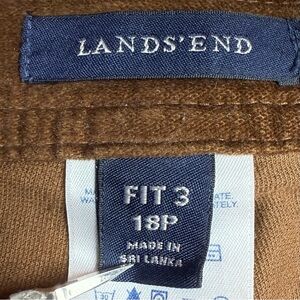 LANDS'END
FIT 3
18P
MADE IN
SRI LANKA